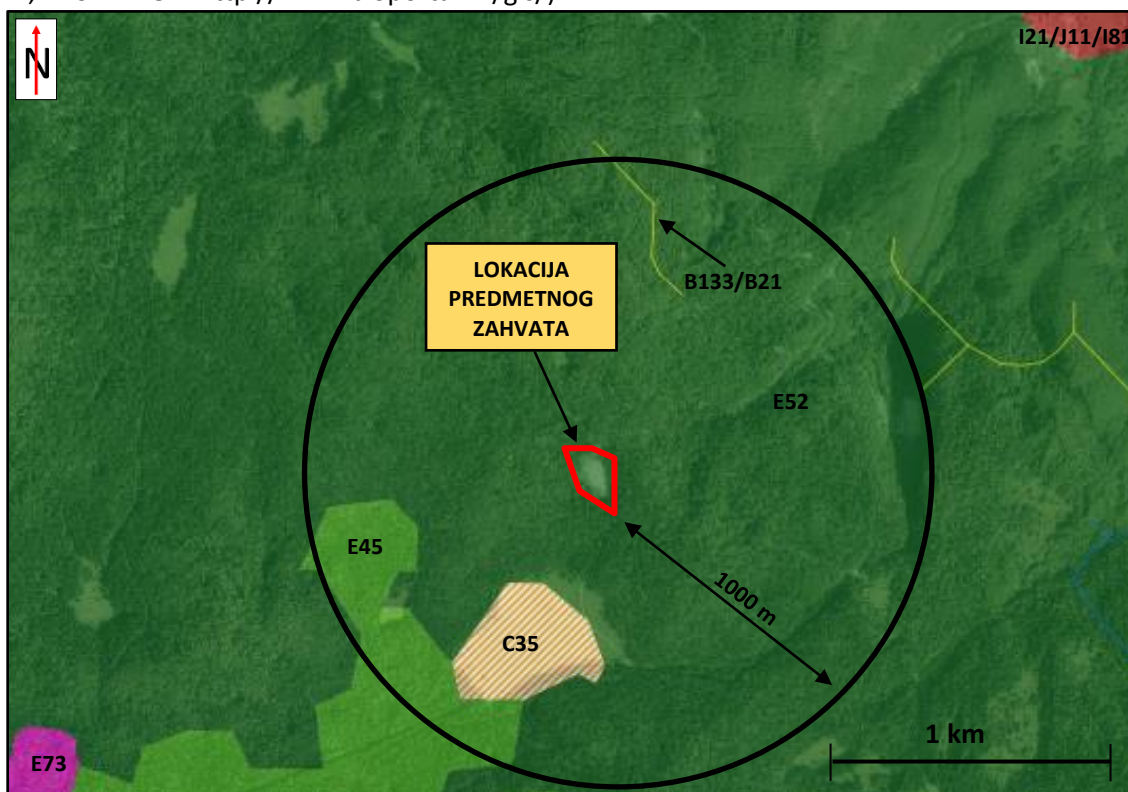 N
I21/J11/I81
B133/B21
LOKACIJA
PREDMETNOG
ZAHVATA
E52
E45
1000 m
C35
1 km
E73